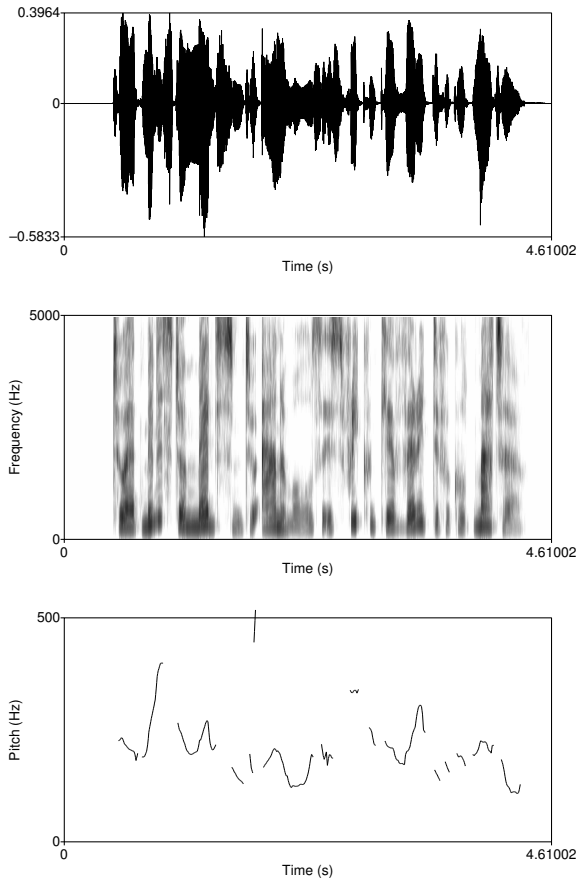 0.3964
0
–0.5833
0 4.61002
Time (s)
5000
Frequency (Hz)
0
0 4.61002
Time (s)
500
Pitch (Hz)
0
0 4.61002
Time (s)